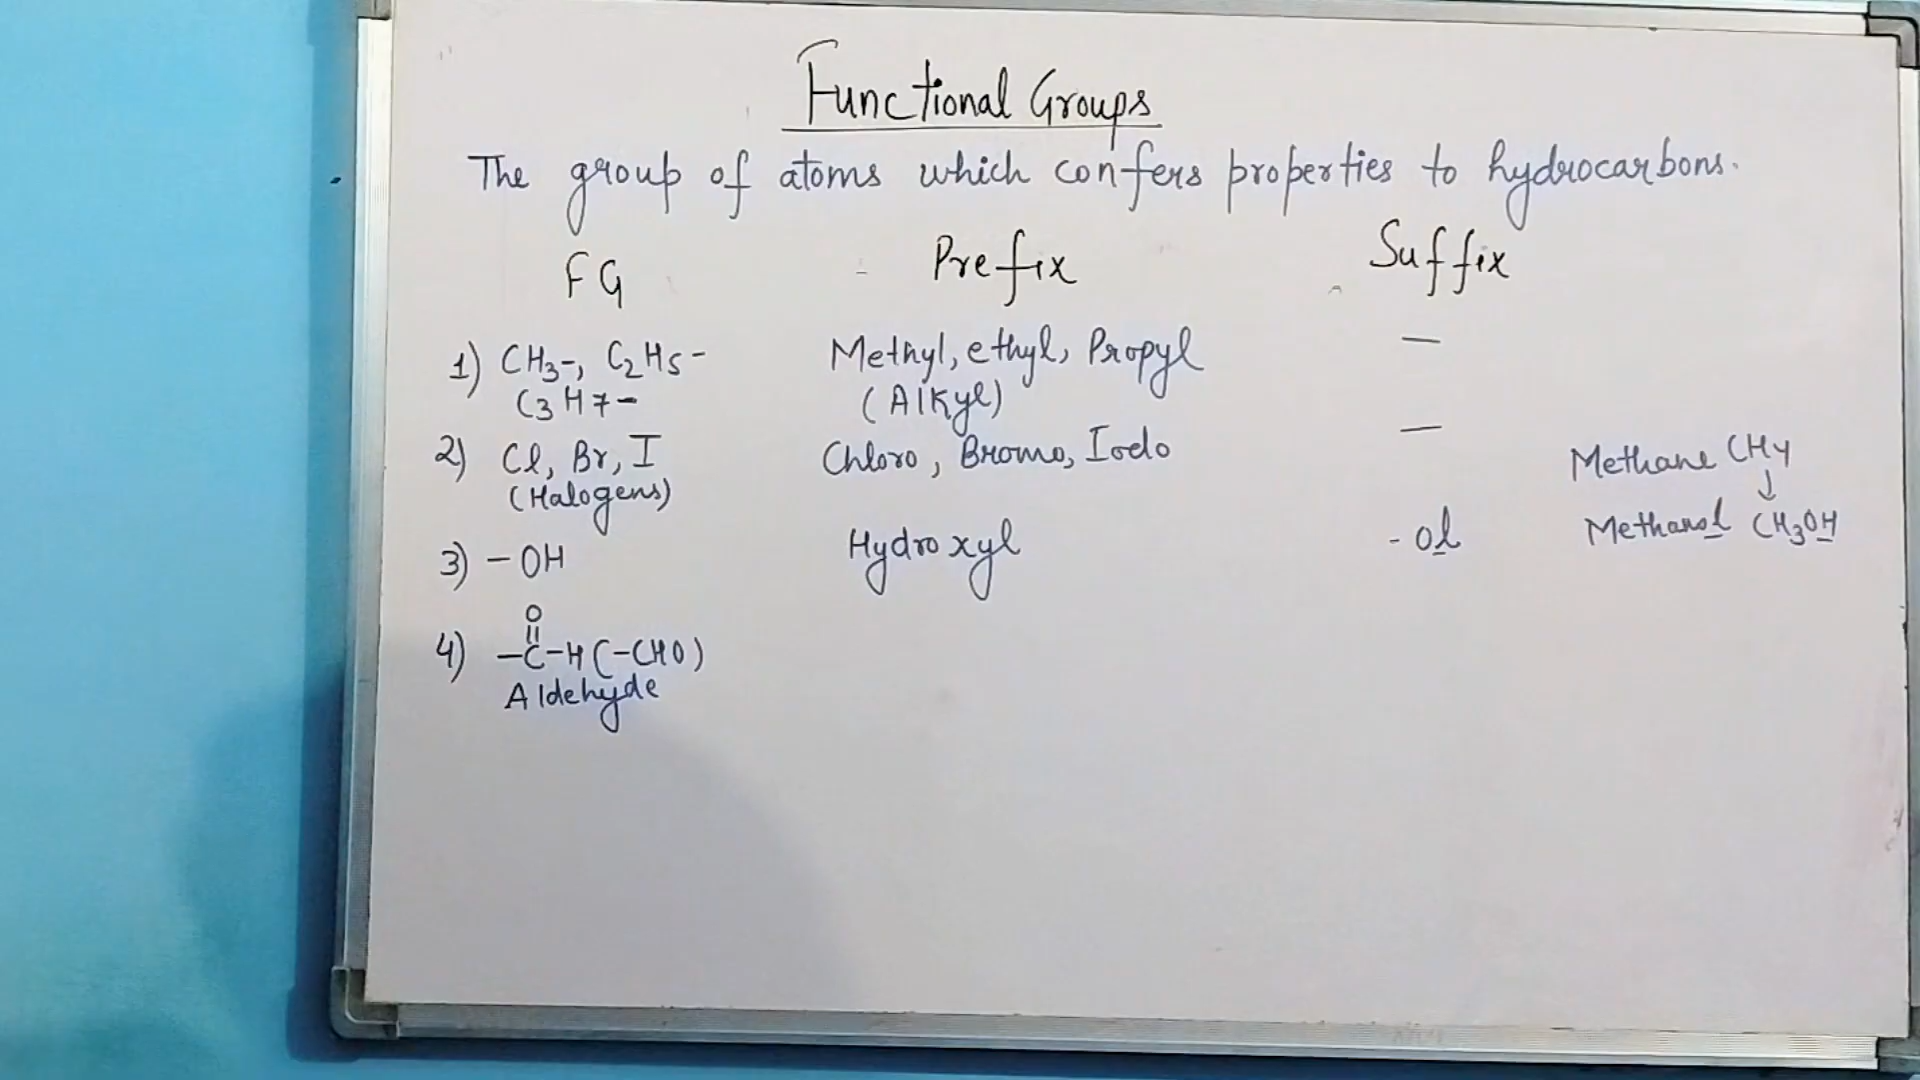 Functional Groups
The group of atoms which confers properties to hydrocarbons.
FG Prefix Suffix
1) CH3-, C2H5- Methyl, ethyl, Propyl —
C3H7- (Alkyl)
2) Cl, Br, I Chloro, Bromo, Iodo —
(Halogens)
Methane CH4
↓
Methanol CH3OH
3) -OH Hydroxyl - ol
O
||
4) -C-H (-CHO)
Aldehyde